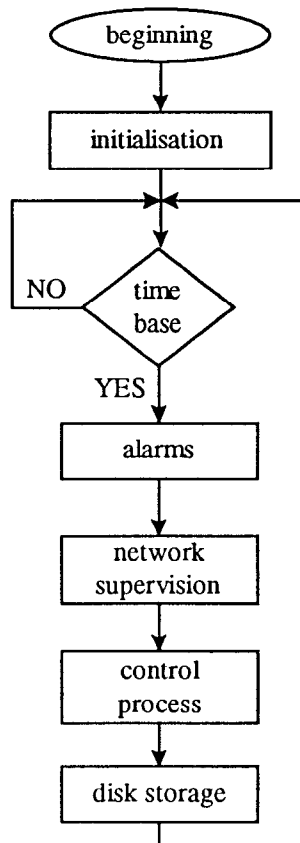 beginning
initialisation
NO
time
base
YES
alarms
network
supervision
control
process
disk storage